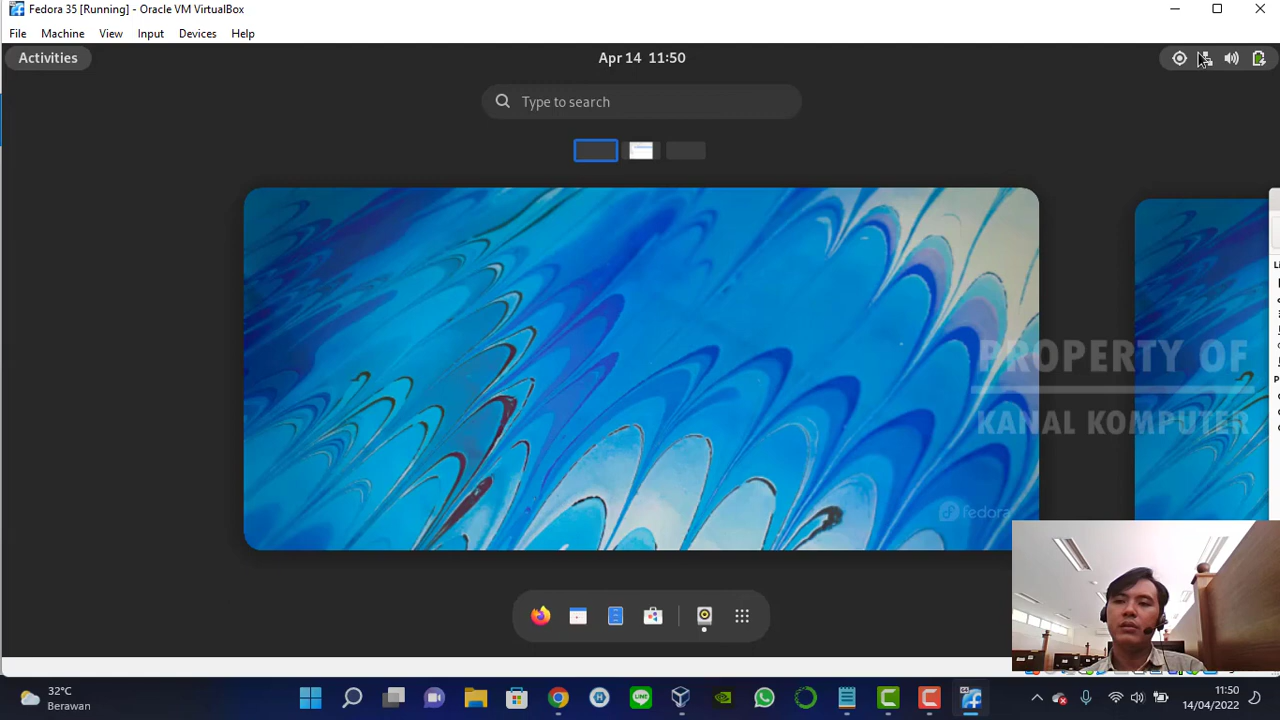 Fedora 35 [Running] - Oracle VM VirtualBox
File Machine View Input Devices Help
Activities
Apr 14 11:50
Type to search
PROPERTY OF
KANAL KOMPUTER
fedora
32°C
Berawan
11:50
14/04/2022